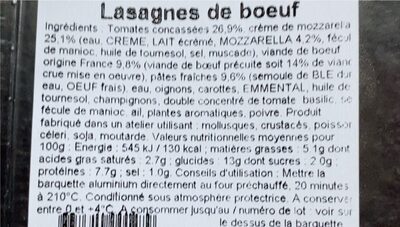 Lasagnes de boeuf
Ingrédients : Tomates concassées 26,9%, crème de mozzarella
25,1% (eau, CREME, LAIT écrémé, MOZZARELLA 4,2%, fécule
de manioc, huile de tournesol, sel, muscade), viande de boeuf
origine France 9,8% (viande de boeuf précuite soit 14% de viande
crue mise en oeuvre), pâtes fraîches 9,6% (semoule de BLE dur
eau, OEUF frais), eau, oignons, carottes, EMMENTAL, huile de
tournesol, champignons, double concentré de tomate, basilic, se
fécule de manioc, ail, plantes aromatiques, poivre. Produit
fabriqué dans un atelier utilisant : mollusques, crustacés, poisson
céleri, soja, moutarde. Valeurs nutritionnelles moyennes pour
100g : Energie : 545 kJ / 130 kcal ; matières grasses : 5.1g dont
acides gras saturés : 2.7g ; glucides : 13g dont sucres : 2.0g ;
protéines : 7.7g ; sel : 1.0g. Conseils d'utilisation : Mettre la
barquette aluminium directement au four préchauffé, 20 minutes
à 210°C. Conditionné sous atmosphère protectrice. A conserver
entre 0 et +4°C. A consommer jusqu'au / numéro de lot : voir sur
le dessus de la barquette